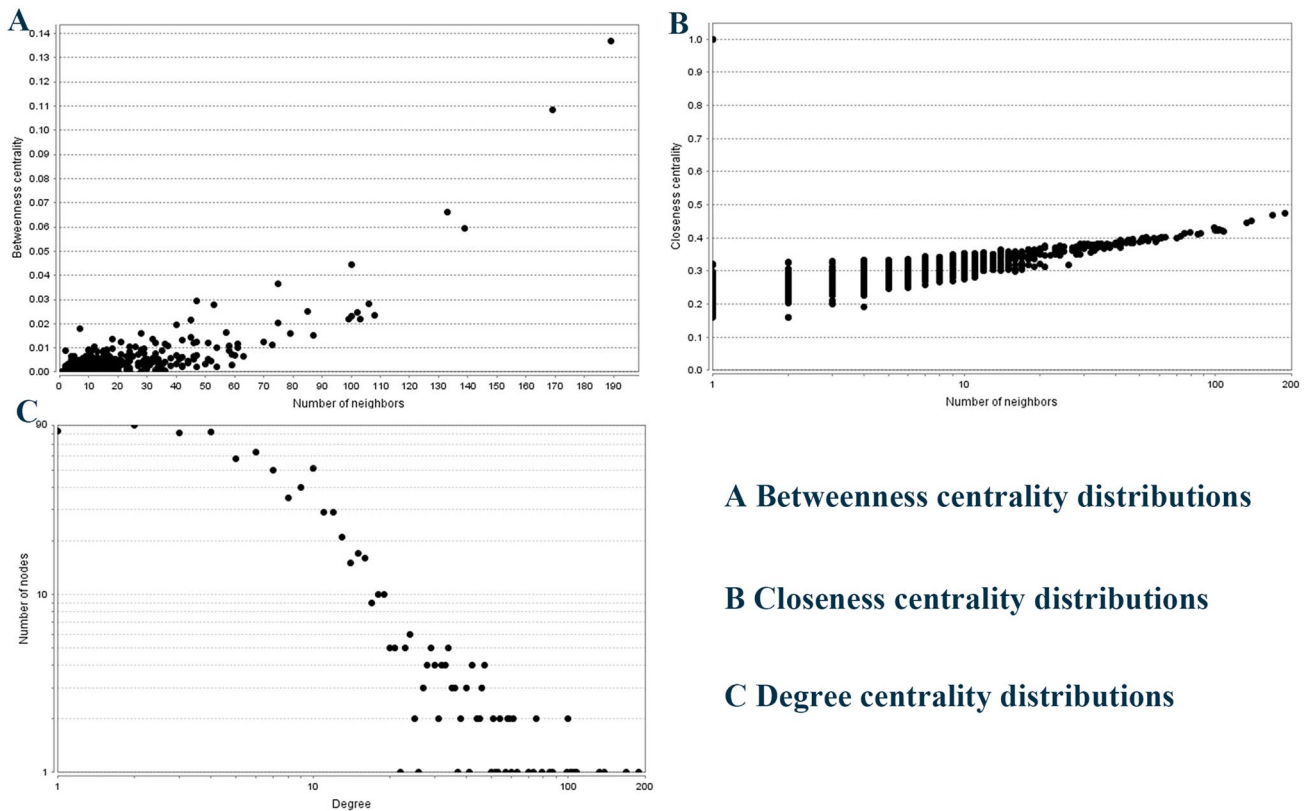 A
0.14
0.13
0.12
0.11
0.10
0.09
0.08
0.07
0.06
0.05
0.04
0.03
0.02
0.01
0.00
Betweenness centrality
0 10 20 30 40 50 60 70 80 90 100 110 120 130 140 150 160 170 180 190
Number of neighbors
B
1.0
0.9
0.8
0.7
0.6
0.5
0.4
0.3
0.2
0.1
0.0
Closeness centrality
1 10 100 200
Number of neighbors
C
90
10
1
Number of nodes
1 10 100 200
Degree
A Betweenness centrality distributions
B Closeness centrality distributions
C Degree centrality distributions